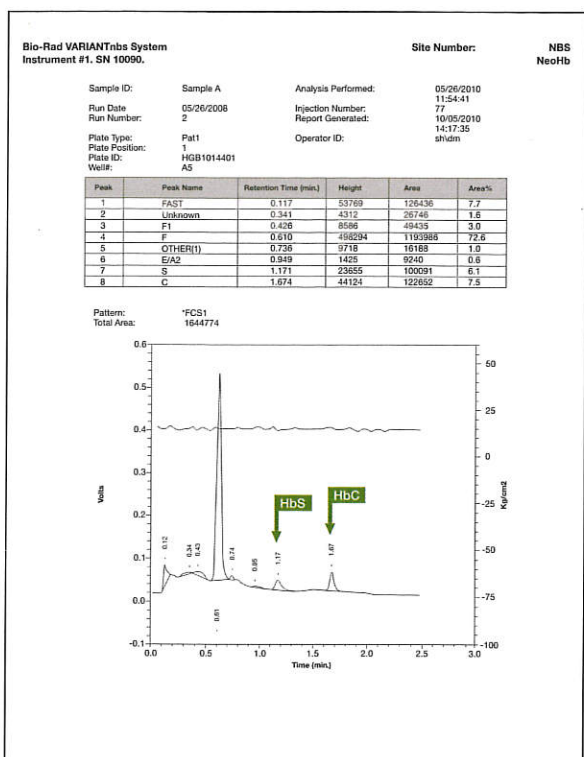 Bio-Rad VARIANTnbs System Site Number: NBS
Instrument #1. SN 10090. NeoHb
Sample ID: Sample A Analysis Performed: 05/26/2010
11:54:41
Run Date 05/26/2008 Injection Number: 77
Run Number: 2 Report Generated: 10/05/2010
14:17:35
Plate Type: Pat1 Operator ID: sh\dm
Plate Position: 1
Plate ID: HGB1014401
Well#: A5
Peak Peak Name Retention Time (min.) Height Area Area%
1 FAST 0.117 53769 126436 7.7
2 Unknown 0.341 4312 26746 1.6
3 F1 0.426 8586 49435 3.0
4 F 0.610 498294 1193986 72.6
5 OTHER(1) 0.736 9718 16188 1.0
6 E/A2 0.949 1425 9240 0.6
7 S 1.171 23655 100091 6.1
8 C 1.674 44124 122652 7.5
Pattern: *FCS1
Total Area: 1644774
0.6
0.5
0.4
0.3
0.2
0.1
0.0
-0.1
Volts
50
25
0
-25
-50
-75
-100
Kg/cm2
HbS
HbC
0.12
0.34
0.43
0.74
0.95
1.17
1.67
0.61
0.0 0.5 1.0 1.5 2.0 2.5 3.0
Time (min.)